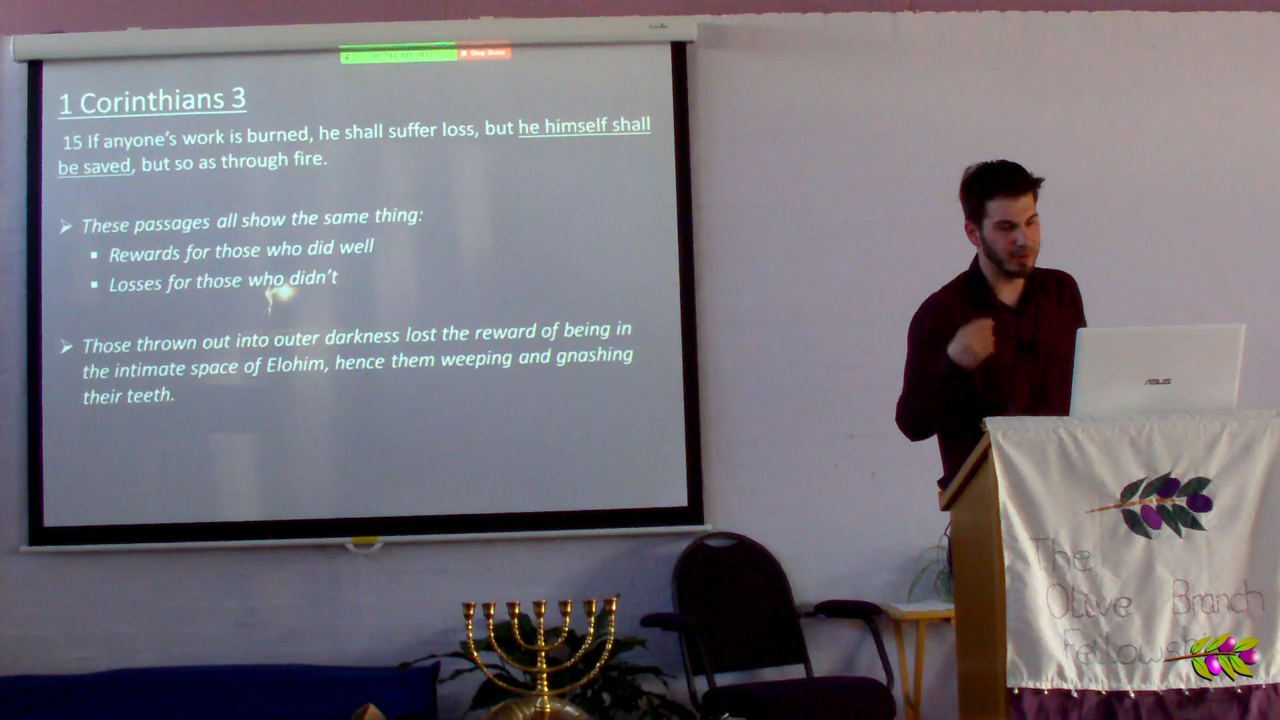 Stop Share
1 Corinthians 3
15 If anyone's work is burned, he shall suffer loss, but he himself shall
be saved, but so as through fire.
➢ These passages all show the same thing:
▪ Rewards for those who did well
▪ Losses for those who didn't
➢ Those thrown out into outer darkness lost the reward of being in
the intimate space of Elohim, hence them weeping and gnashing
their teeth.
ASUS
The
Olive Branch